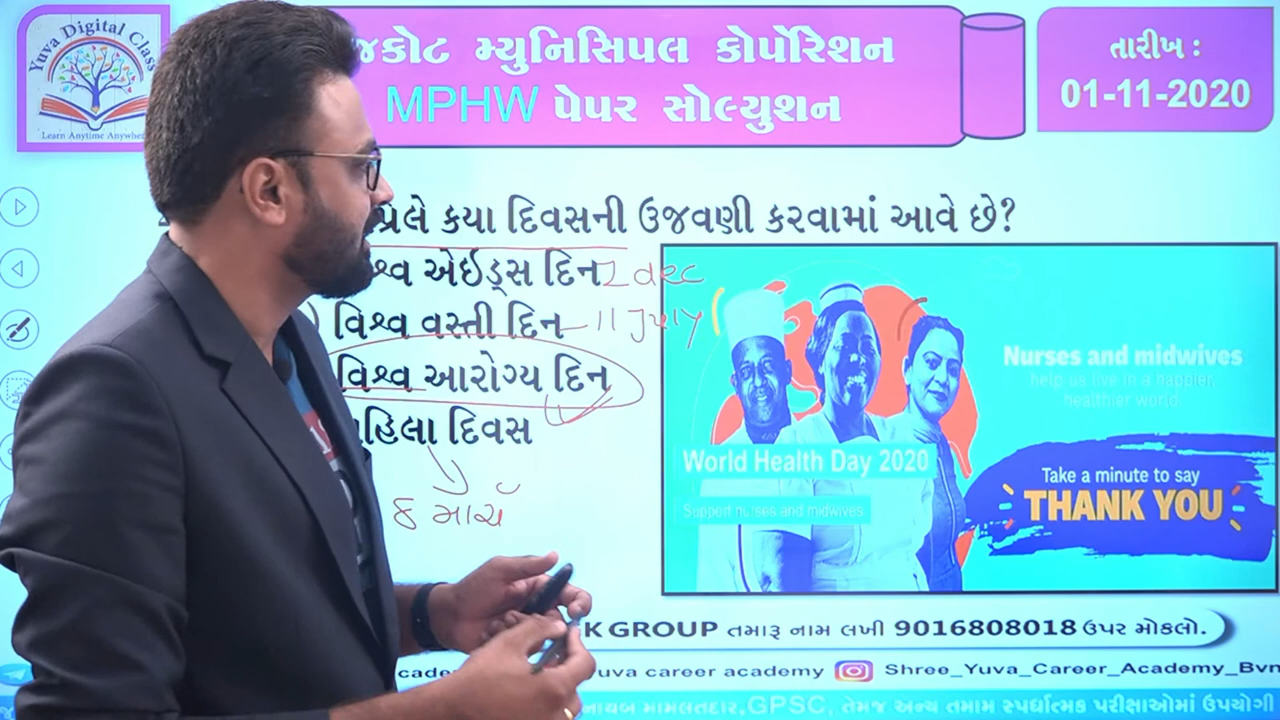 Yuva Digital Class
Learn Anytime Anywhere
જકોટ મ્યુનિસિપલ કોર્પોરેશન
MPHW પેપર સોલ્યુશન
તારીખ :
01-11-2020
પ્રલે કયા દિવસની ઉજવણી કરવામાં આવે છે?
શ્વ એઇડ્સ દિન 1 dec
) વિશ્વ વસ્તી દિન - 11 July
વિશ્વ આરોગ્ય દિન
હિલા દિવસ
8 માર્ચ
Nurses and midwives
help us live in a happier,
healthier world.
World Health Day 2020
Support nurses and midwives
Take a minute to say
THANK YOU
K GROUP તમારૂ નામ લખી 9016808018 ઉપર મોકલો.
uva career academy
Shree_Yuva_Career_Academy_Bvn
નાયબ મામલતદાર,GPSC, તેમજ અન્ય તમામ સ્પર્ધાત્મક પરીક્ષાઓમાં ઉપયોગી